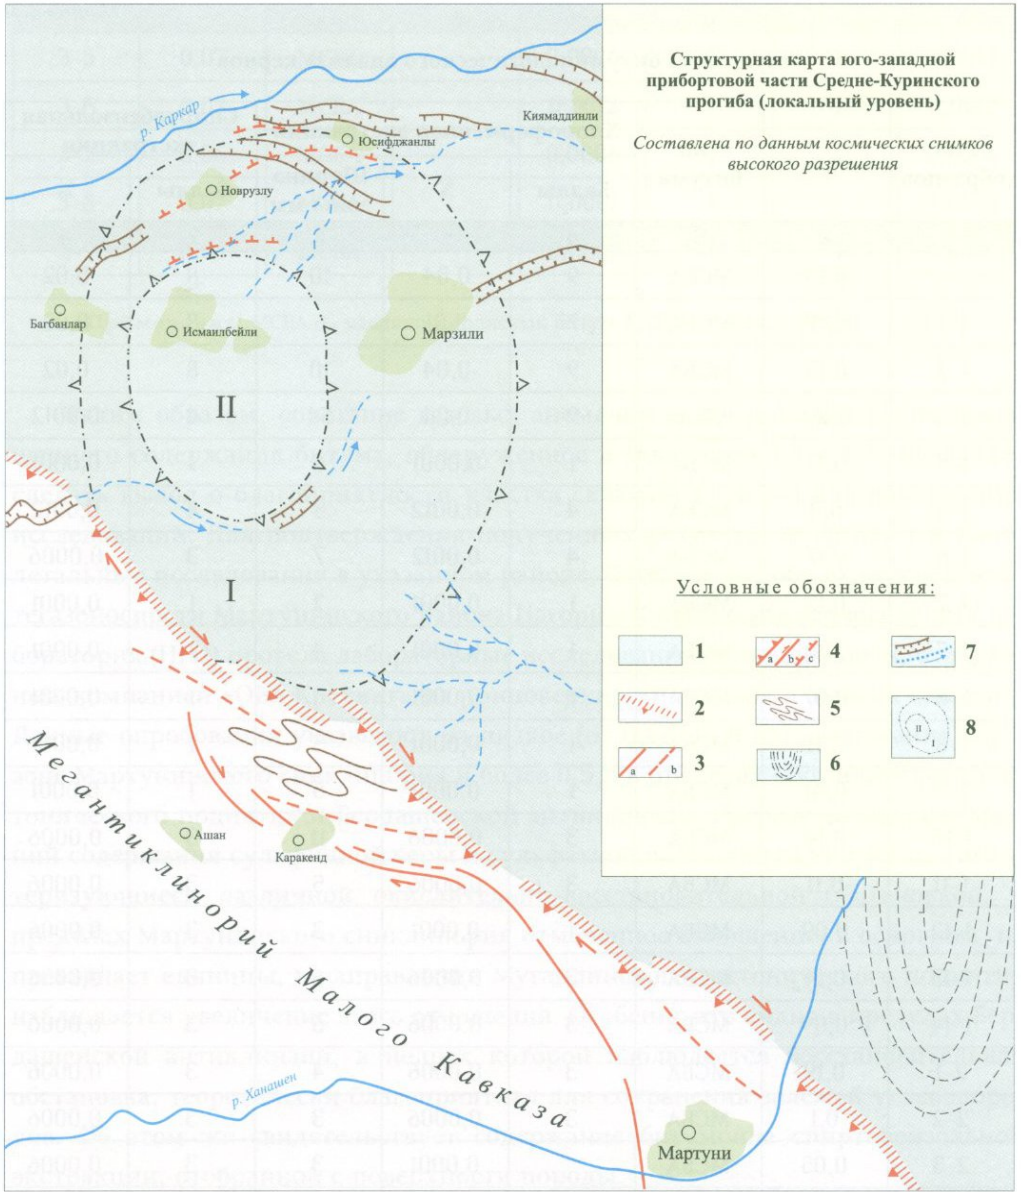 Структурная карта юго-западной
прибортовой части Средне-Куринского
прогиба (локальный уровень)
Составлена по данным космических снимков
высокого разрешения
р. Каркар
Киямаддинли
Юсифджанлы
Новрузлу
Багбанлар
Исмаилбейли
Марзили
II
I
Условные обозначения:
1
a b c 4
7
2
5
II I 8
a b 3
6
Ашан
Каракенд
Мегантиклинорий Малого Кавказа
р. Ханашен
Мартуни